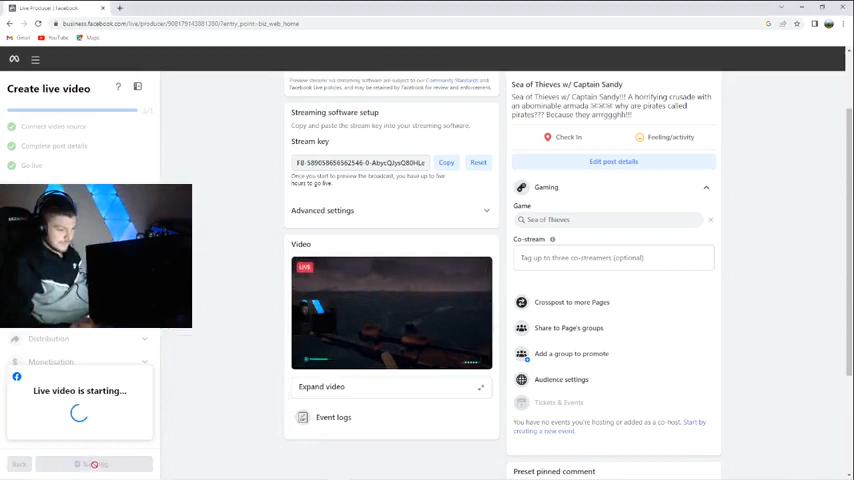 Live Producer | Facebook
business.facebook.com/live/producer/908179143881380/?entry_point=biz_web_home
Gmail YouTube Maps
Create live video
3/3
Connect video source
Complete post details
Go live
Distribution
Monetisation
Live video is starting...
Back
Preview streams via streaming software are subject to our Community Standards and
Facebook Live policies, and may be retained by Facebook for review and enforcement.
Streaming software setup
Copy and paste the stream key into your streaming software.
Stream key
Copy Reset
Once you start to preview the broadcast, you have up to five
hours to go live.
Advanced settings
Video
LIVE
Expand video
Event logs
Sea of Thieves w/ Captain Sandy
Sea of Thieves w/ Captain Sandy!!! A horrifying crusade with
an abominable armada why are pirates called
pirates??? Because they arrrggghh!!!
Check In
Feeling/activity
Edit post details
Gaming
Game
Sea of Thieves
Co-stream
Tag up to three co-streamers (optional)
Crosspost to more Pages
Share to Page's groups
Add a group to promote
Audience settings
Tickets & Events
You have no events you're hosting or added as a co-host. Start by
creating a new event.
Preset pinned comment